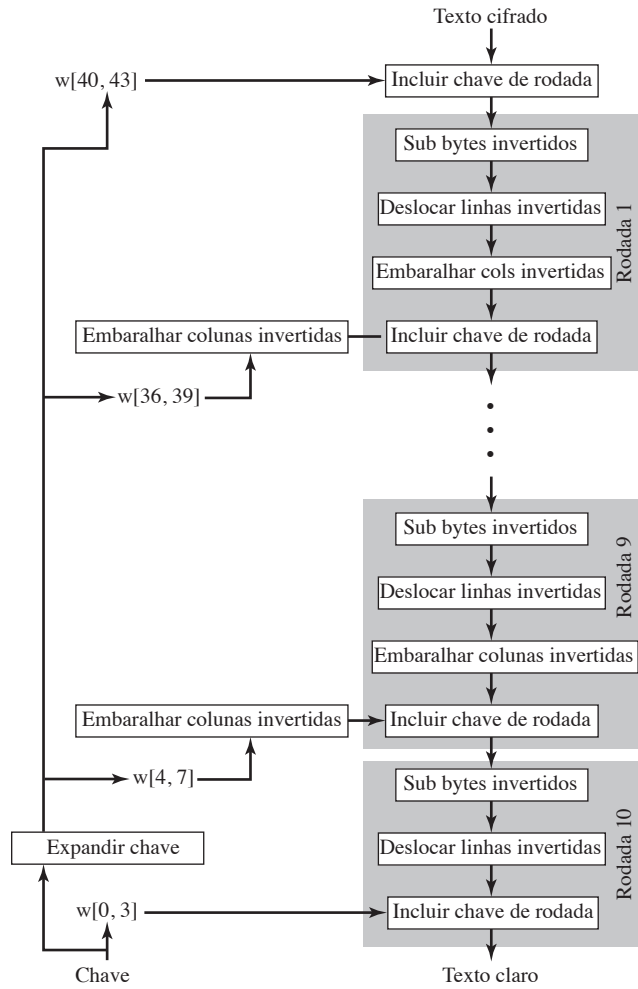 Texto cifrado
w[40, 43]
Incluir chave de rodada
Sub bytes invertidos
Deslocar linhas invertidas
Embaralhar cols invertidas
Rodada 1
Embaralhar colunas invertidas
Incluir chave de rodada
w[36, 39]
Sub bytes invertidos
Deslocar linhas invertidas
Rodada 9
Embaralhar colunas invertidas
Embaralhar colunas invertidas
Incluir chave de rodada
w[4, 7]
Sub bytes invertidos
Expandir chave
Deslocar linhas invertidas
Rodada 10
w[0, 3]
Incluir chave de rodada
Chave
Texto claro